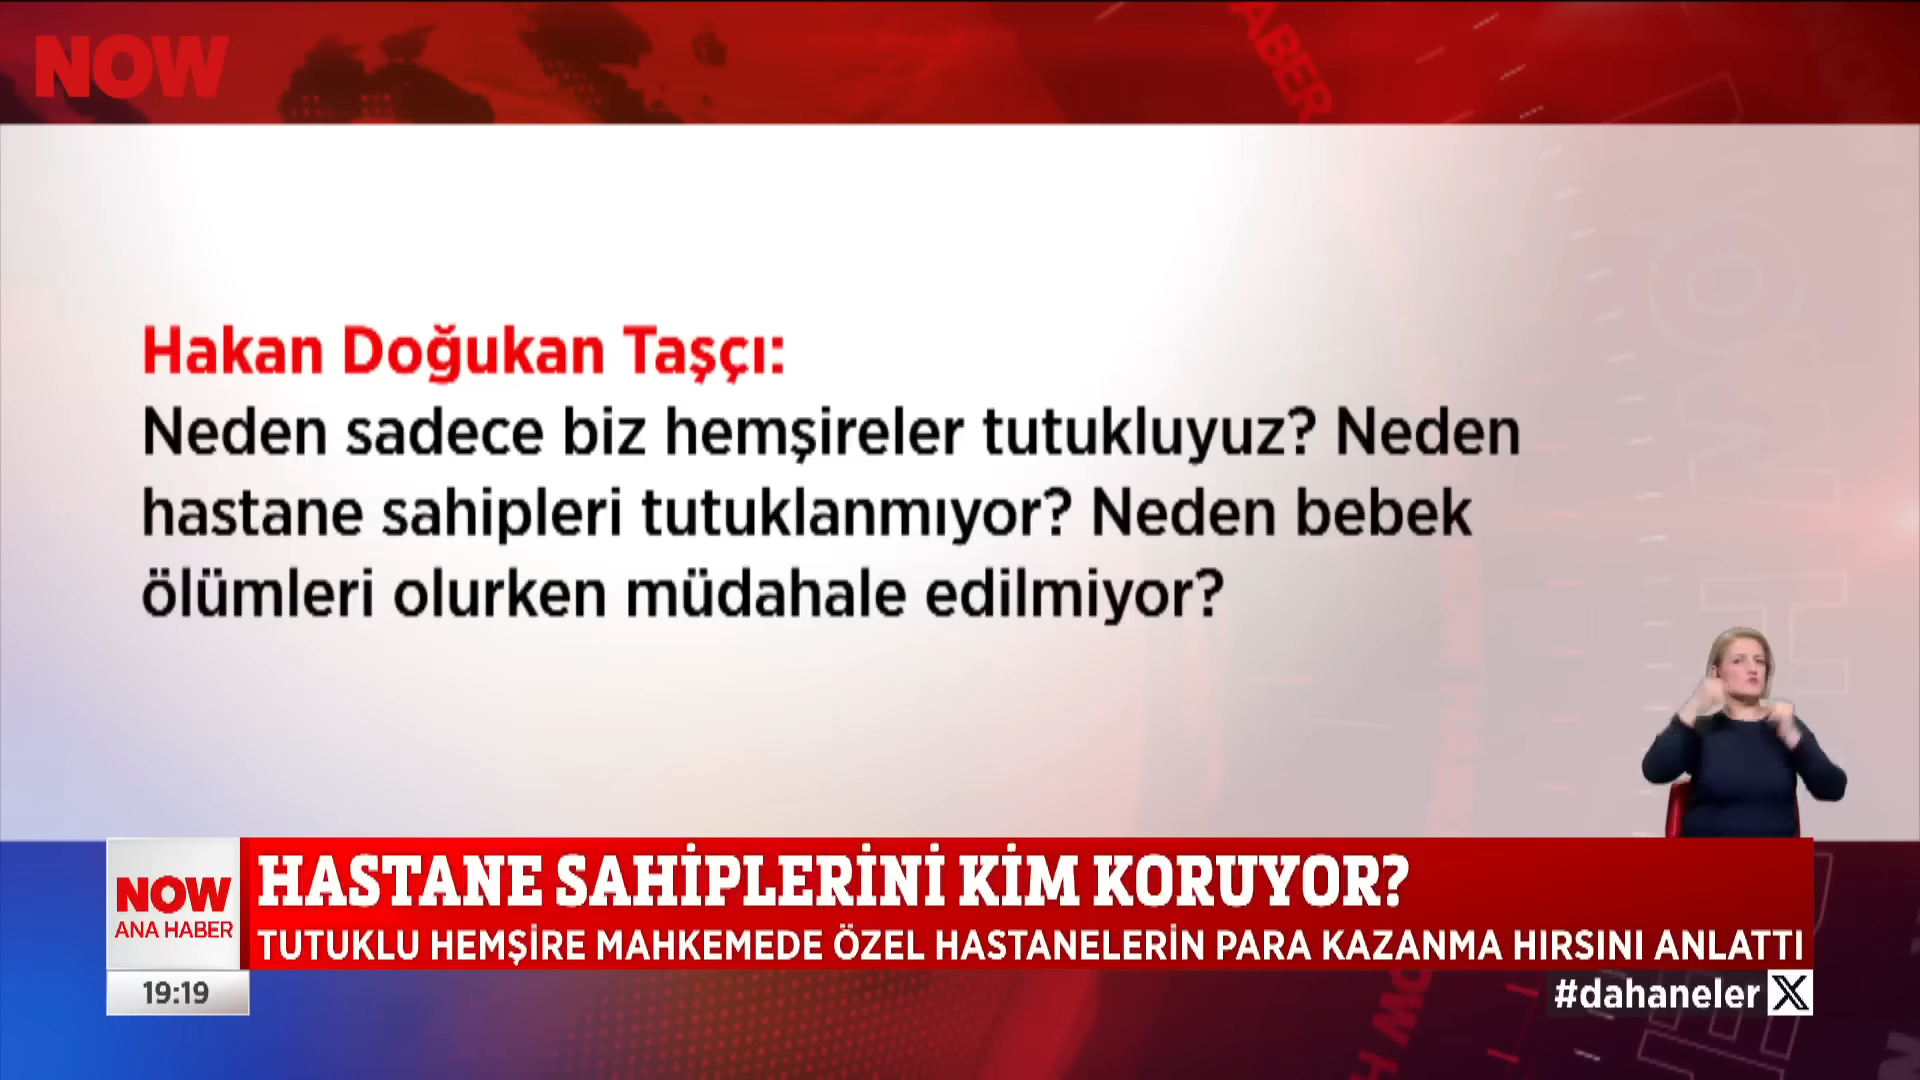 NOW
HABER
Hakan Doğukan Taşçı:
Neden sadece biz hemşireler tutukluyuz? Neden
hastane sahipleri tutuklanmıyor? Neden bebek
ölümleri olurken müdahale edilmiyor?
NOW
ANA HABER
HASTANE SAHİPLERİNİ KİM KORUYOR?
TUTUKLU HEMŞİRE MAHKEMEDE ÖZEL HASTANELERİN PARA KAZANMA HIRSINI ANLATTI
19:19
#dahaneler X